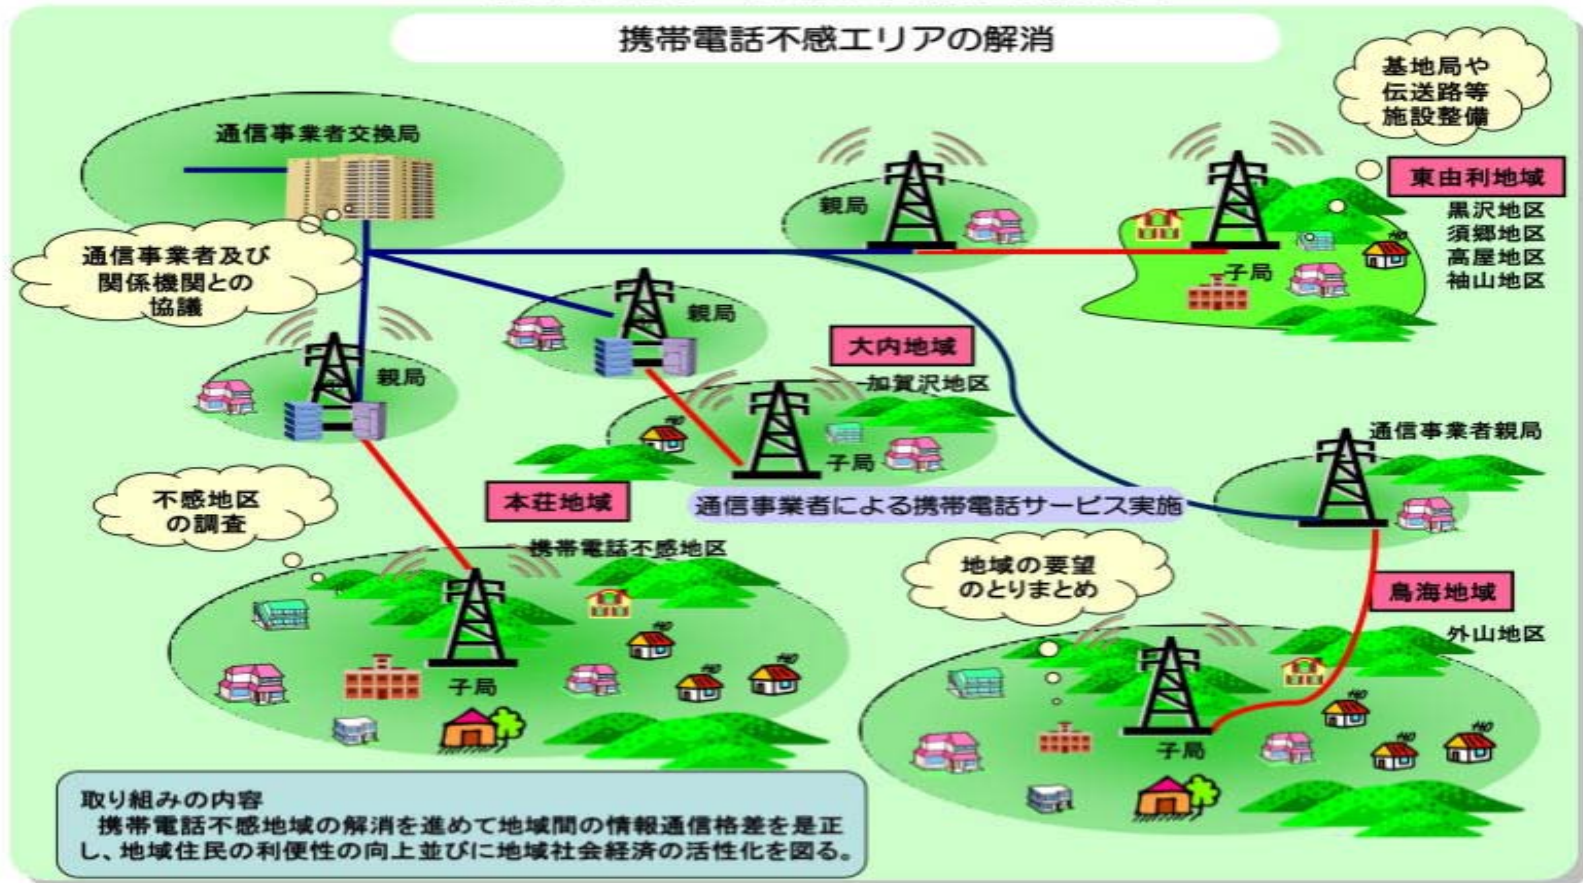 携帯電話不感エリアの解消
基地局や
伝送路等
施設整備
通信事業者交換局
東由利地域
黒沢地区
須郷地区
高屋地区
袖山地区
親局
子局
通信事業者及び
関係機関との
協議
親局
大内地域
加賀沢地区
親局
子局
通信事業者親局
不感地区
の調査
本荘地域
通信事業者による携帯電話サービス実施
携帯電話不感地区
地域の要望
のとりまとめ
鳥海地域
外山地区
子局
子局
取り組みの内容
携帯電話不感地域の解消を進めて地域間の情報通信格差を是正
し、地域住民の利便性の向上並びに地域社会経済の活性化を図る。